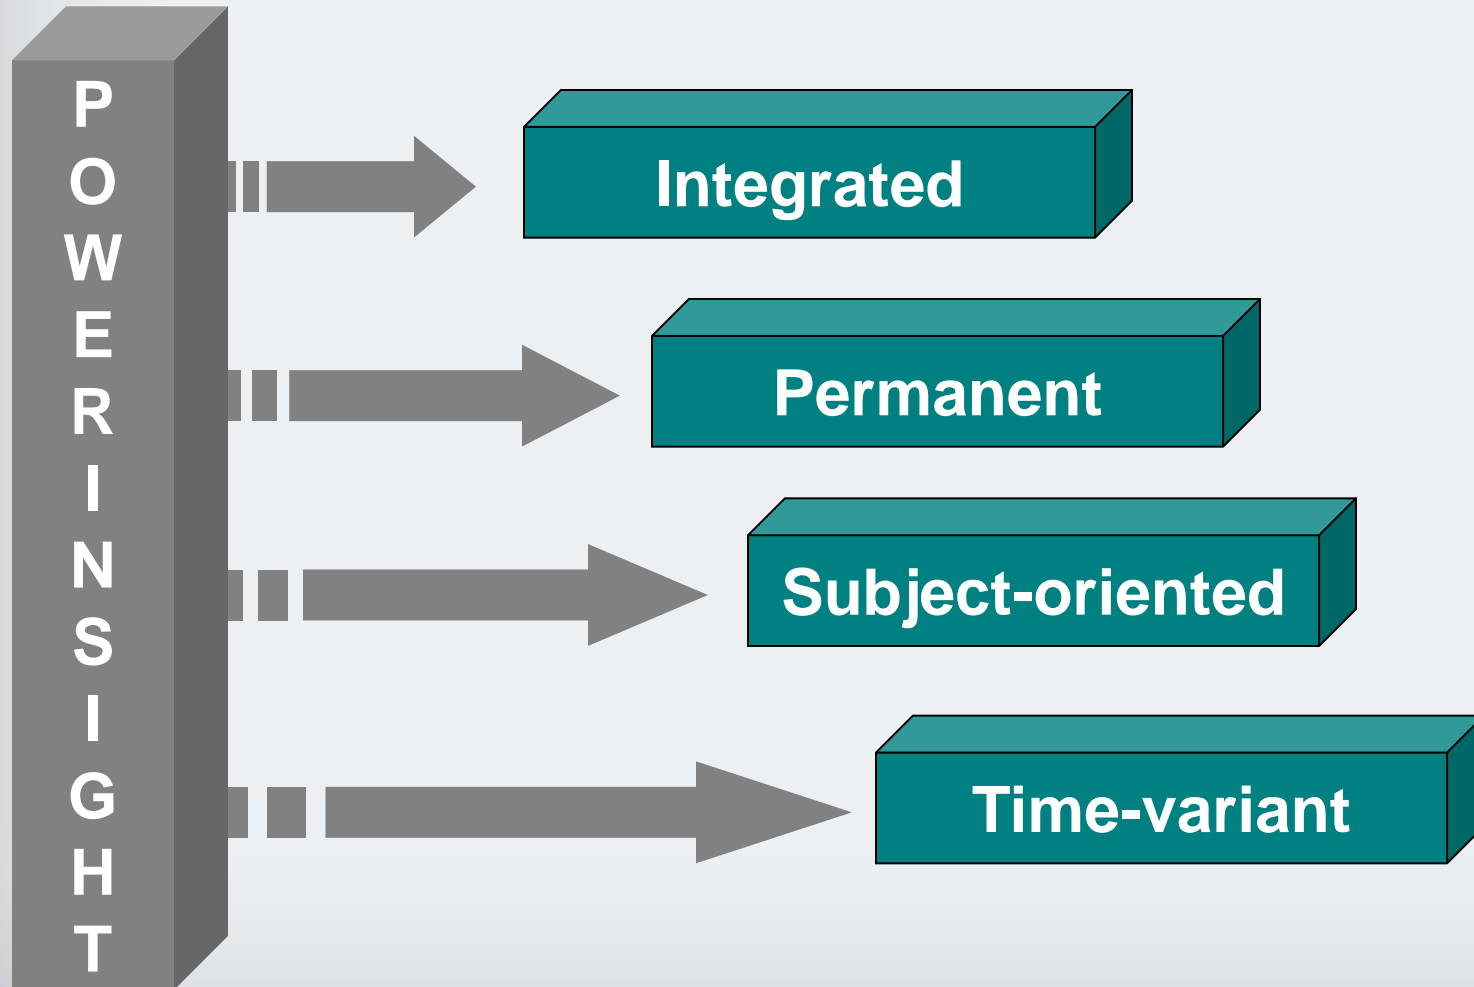 POWERINSIGHT
Integrated
Permanent
Subject-oriented
Time-variant